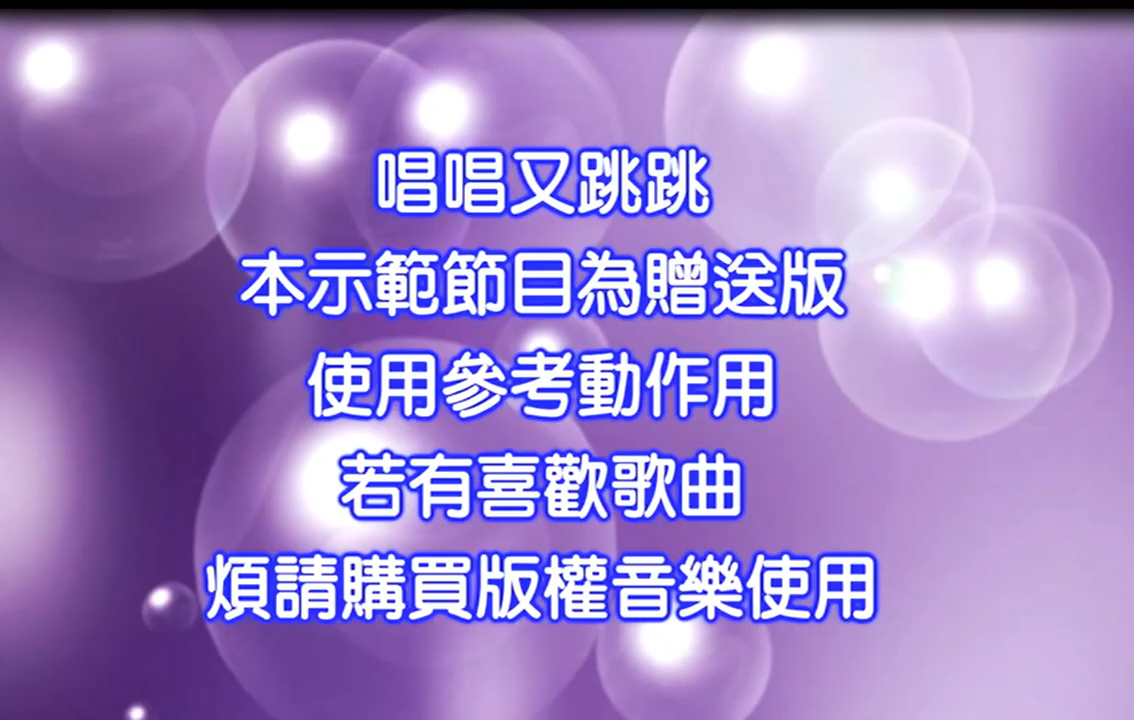 唱唱又跳跳
本示範節目為贈送版
使用參考動作用
若有喜歡歌曲
煩請購買版權音樂使用